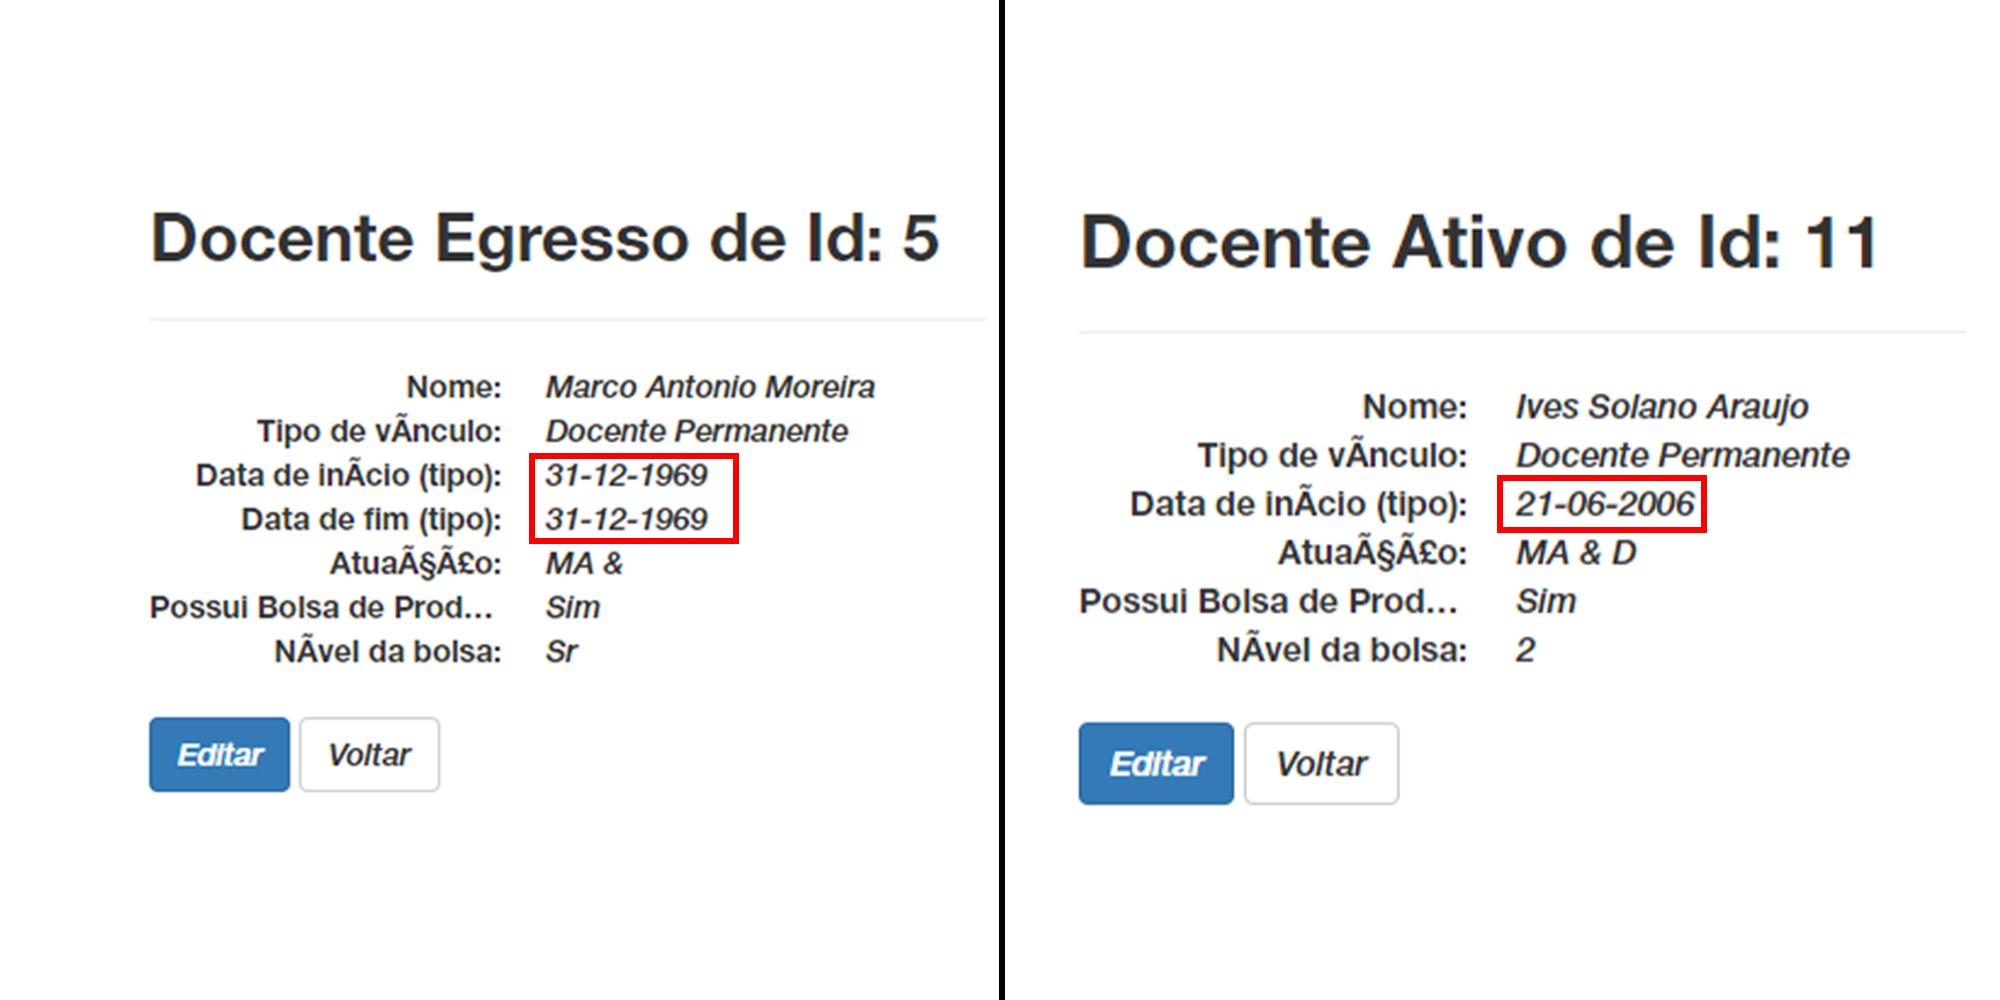 Docente Egresso de Id: 5
Nome: Marco Antonio Moreira
Tipo de vÃnculo: Docente Permanente
Data de inÃcio (tipo): 31-12-1969
Data de fim (tipo): 31-12-1969
AtuaÃ§Ã£o: MA &
Possui Bolsa de Prod... Sim
NÃvel da bolsa: Sr
Editar Voltar
Docente Ativo de Id: 11
Nome: Ives Solano Araujo
Tipo de vÃnculo: Docente Permanente
Data de inÃcio (tipo): 21-06-2006
AtuaÃ§Ã£o: MA & D
Possui Bolsa de Prod... Sim
NÃvel da bolsa: 2
Editar Voltar